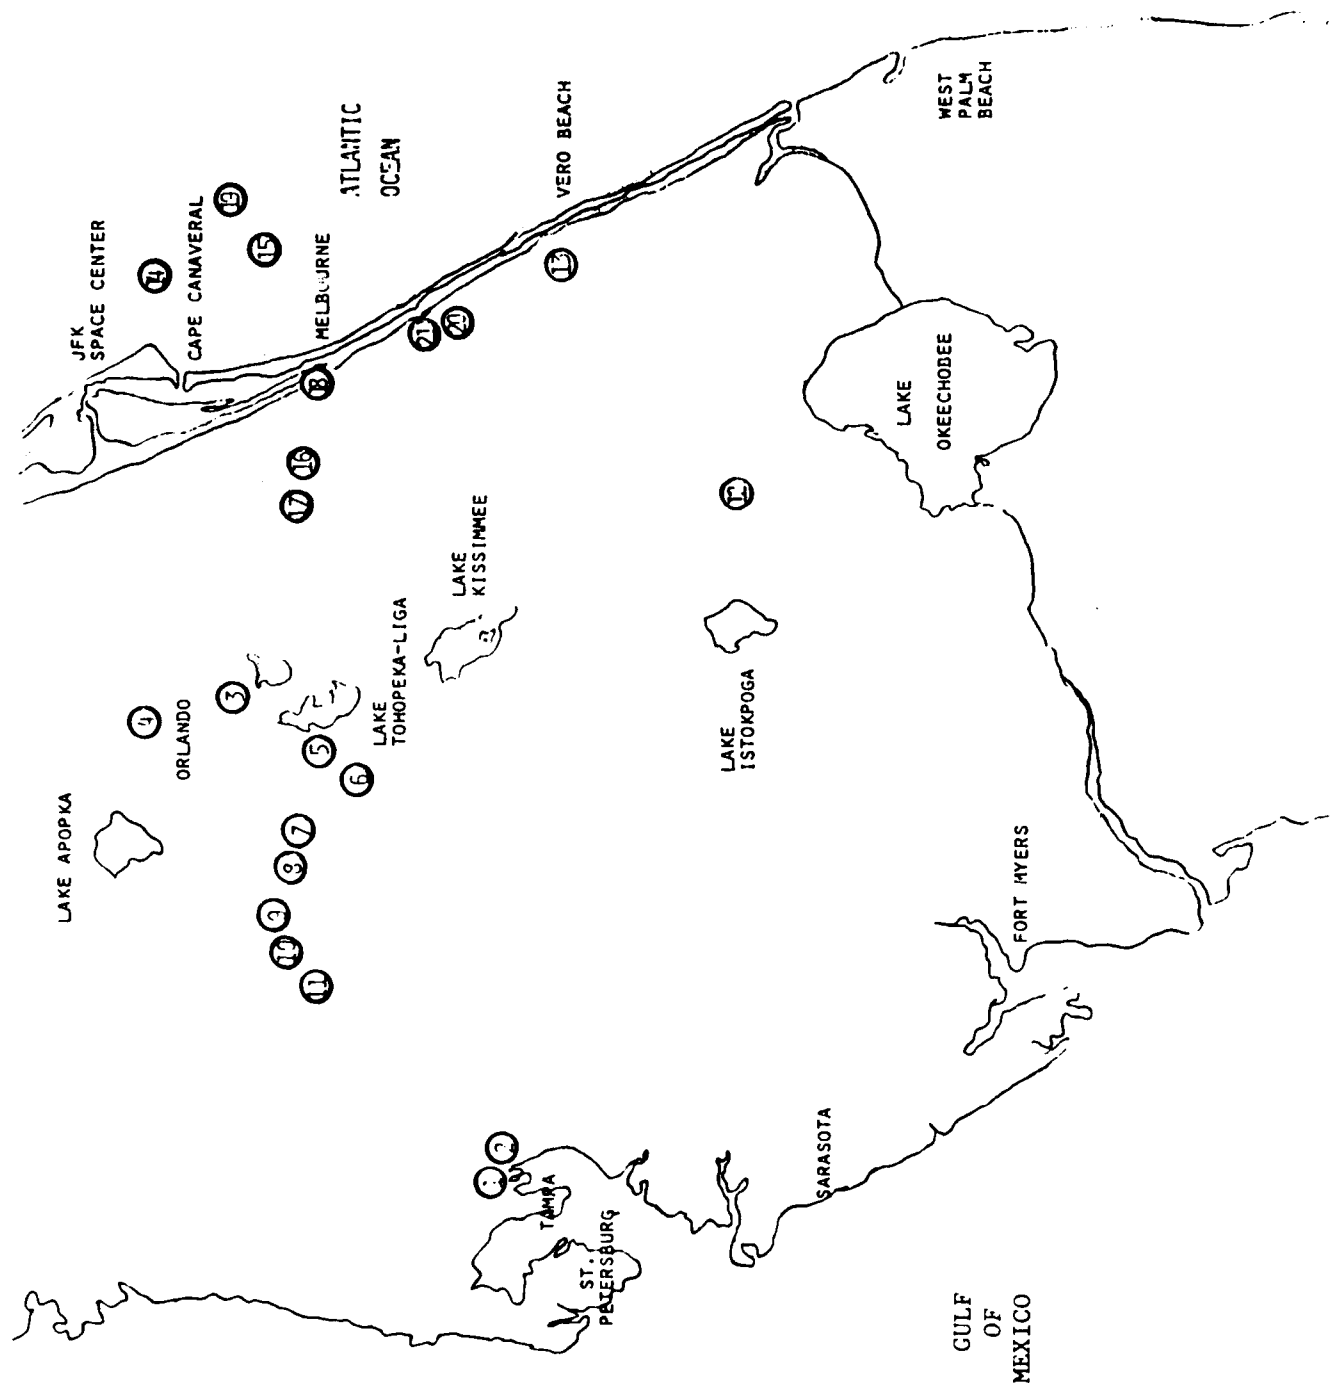 LAKE APOPKA
JFK
SPACE CENTER
4
14
ORLANDO
CAPE CANAVERAL
3
19
15
9
10
8
7
17
16
11
5
18
MELBOURNE
ATLANTIC
OCEAN
6
LAKE
TOHOPEKA-LIGA
21
20
LAKE
KISSIMMEE
1
2
TAMPA
13
VERO BEACH
ST.
PETERSBURG
LAKE
ISTOKPOGA
12
SARASOTA
LAKE
OKEECHOBEE
WEST
PALM
BEACH
GULF
OF
MEXICO
FORT MYERS